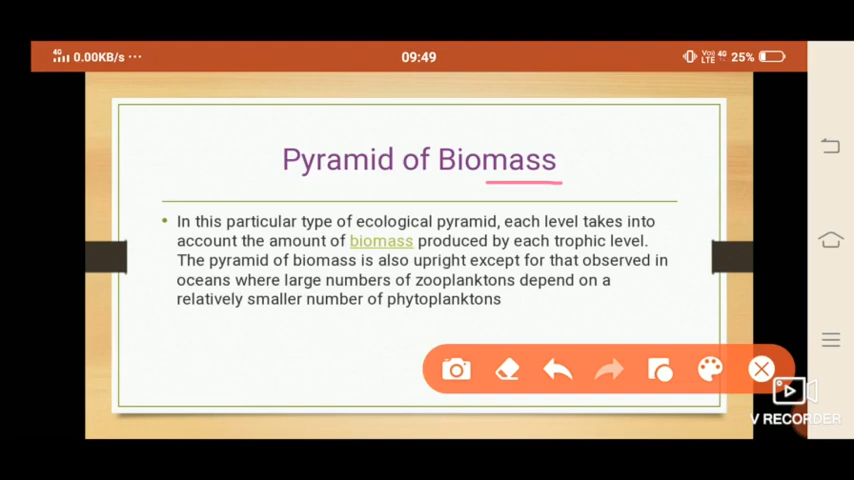 4G 0.00KB/s ...
09:49
Vo) LTE 4G 25%
Pyramid of Biomass
• In this particular type of ecological pyramid, each level takes into
account the amount of biomass produced by each trophic level.
The pyramid of biomass is also upright except for that observed in
oceans where large numbers of zooplanktons depend on a
relatively smaller number of phytoplanktons
V RECORDER